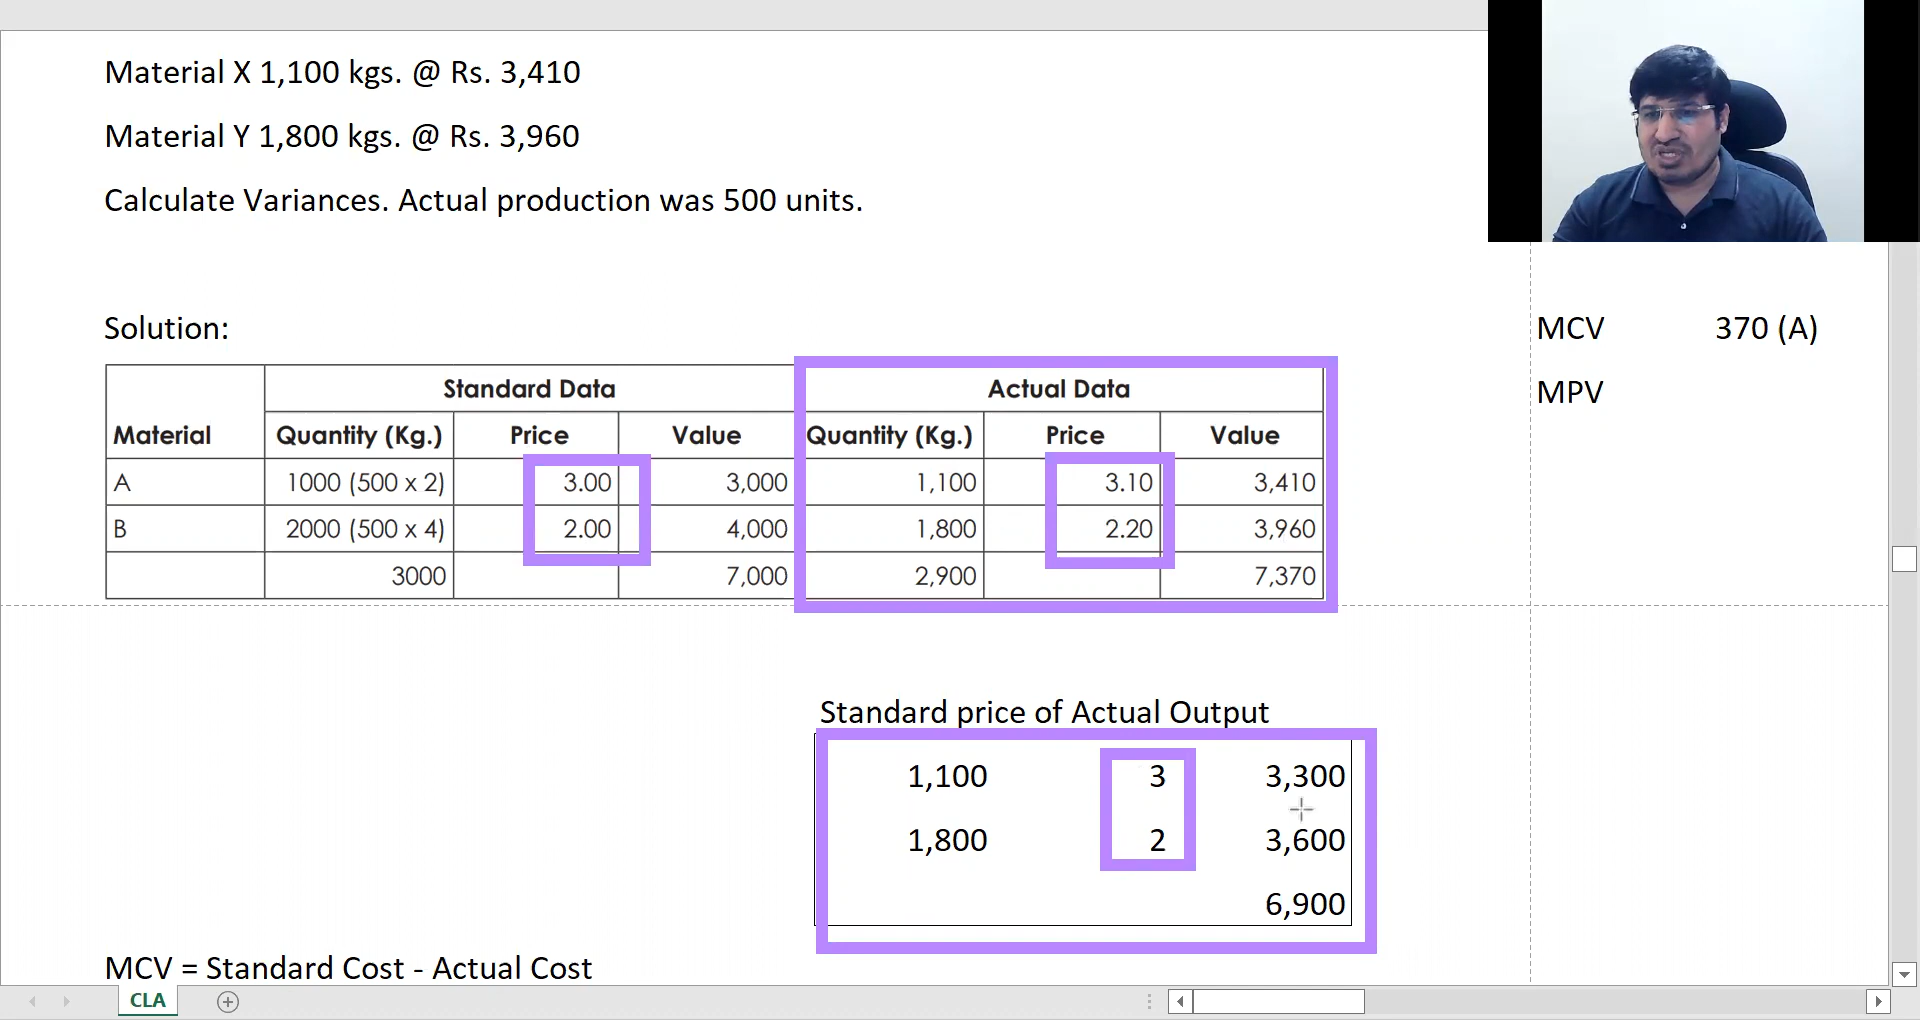 Material X 1,100 kgs. @ Rs. 3,410
Material Y 1,800 kgs. @ Rs. 3,960
Calculate Variances. Actual production was 500 units.
Solution:
MCV 370 (A)
MPV
Standard Data Actual Data
Material Quantity (Kg.) Price Value Quantity (Kg.) Price Value
A 1000 (500 x 2) 3.00 3,000 1,100 3.10 3,410
B 2000 (500 x 4) 2.00 4,000 1,800 2.20 3,960
3000 7,000 2,900 7,370
Standard price of Actual Output
1,100 3 3,300
1,800 2 3,600
6,900
MCV = Standard Cost - Actual Cost
CLA